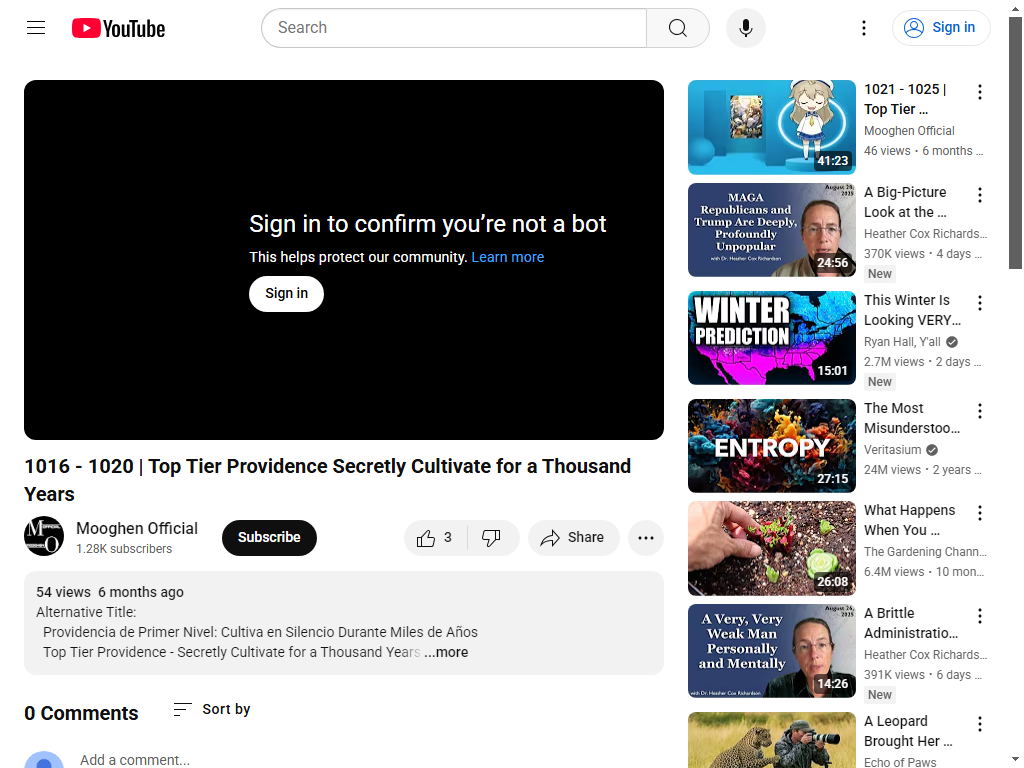 YouTube
Search
Sign in
Sign in to confirm you’re not a bot
This helps protect our community. Learn more
Sign in
1016 - 1020 | Top Tier Providence Secretly Cultivate for a Thousand
Years
Mooghen Official
1.28K subscribers
Subscribe
3
Share
54 views 6 months ago
Alternative Title:
Providencia de Primer Nivel: Cultiva en Silencio Durante Miles de Años
Top Tier Providence - Secretly Cultivate for a Thousand Years ...more
0 Comments
Sort by
Add a comment...
41:23
1021 - 1025 |
Top Tier ...
Mooghen Official
46 views • 6 months ...
August 28,
2025
MAGA
Republicans and
Trump Are Deeply,
Profoundly
Unpopular
with Dr. Heather Cox Richardson
24:56
A Big-Picture
Look at the ...
Heather Cox Richards...
370K views • 4 days ...
New
WINTER
PREDICTION
15:01
This Winter Is
Looking VERY...
Ryan Hall, Y'all
2.7M views • 2 days ...
New
ENTROPY
27:15
The Most
Misunderstoo...
Veritasium
24M views • 2 years ...
26:08
What Happens
When You ...
The Gardening Chann...
6.4M views • 10 mon...
August 26,
2025
A Very, Very
Weak Man
Personally
and Mentally
with Dr. Heather Cox Richardson
14:26
A Brittle
Administratio...
Heather Cox Richards...
391K views • 6 days ...
New
A Leopard
Brought Her ...
Echo of Paws